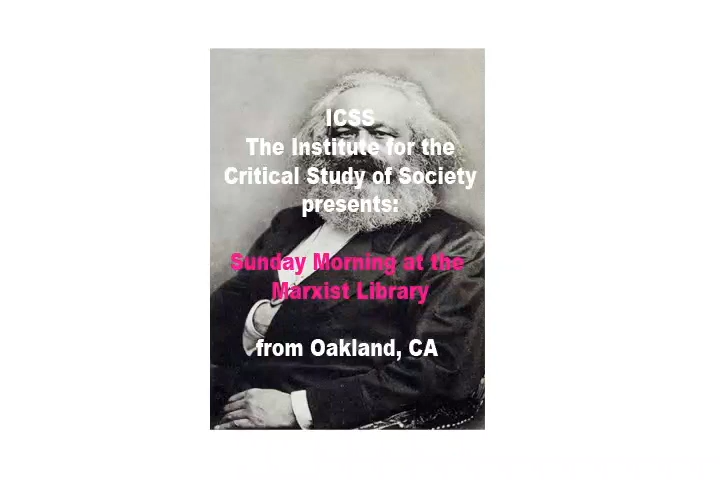 ICSS
The Institute for the
Critical Study of Society
presents:
Sunday Morning at the
Marxist Library
from Oakland, CA